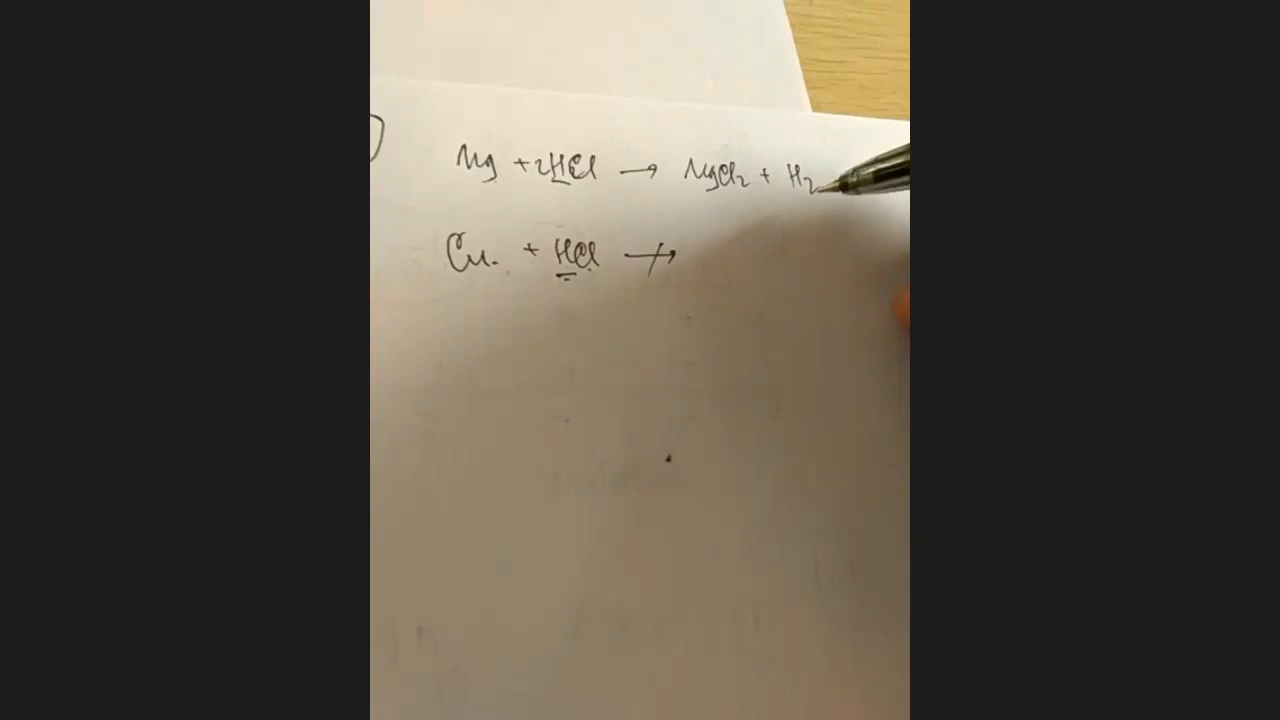 Mg + 2HCl → MgCl₂ + H₂
Cu. + HCl ↛